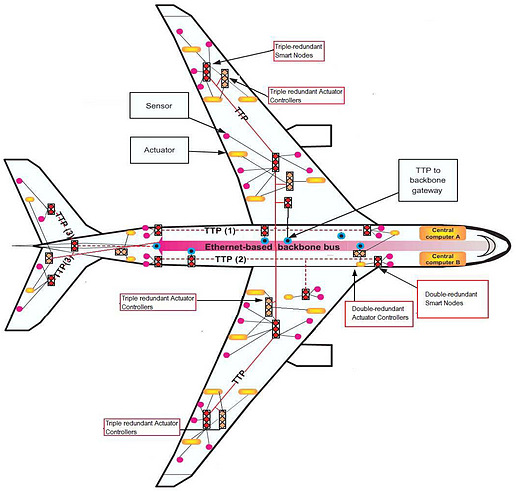 Triple-redundant
Smart Nodes
Triple redundant Actuator
Controllers
TTP
Sensor
Actuator
TTP to
backbone
gateway
TTP (3)
TTP (1)
Central
computer A
Ethernet-based backbone bus
TTP(3)
TTP (2)
Central
computer B
Triple redundant Actuator
Controllers
Double-redundant
Actuator Controllers
Double-redundant
Smart Nodes
TTP
Triple redundant Actuator
Controllers